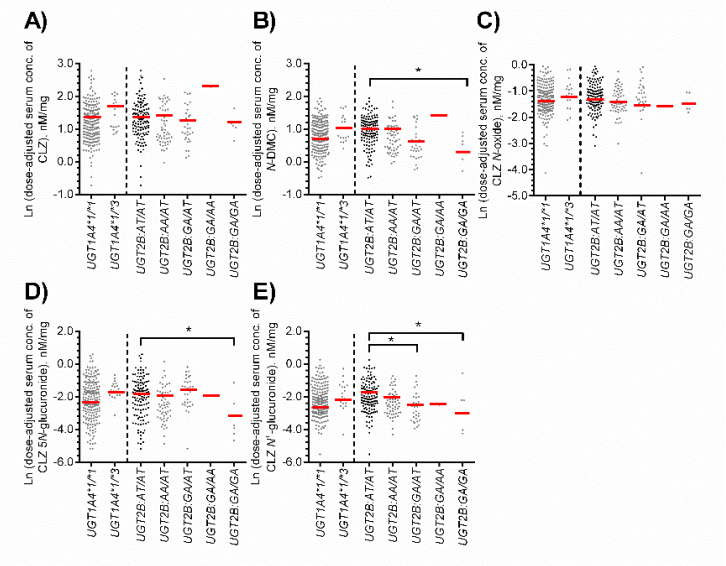 A)
Ln (dose-adjusted serum conc. of
CLZ). nM/mg
3.0
2.0
1.0
0.0
-1.0
UGT1A4*1/*1
UGT1A4*1/*3
UGT2B:AT/AT
UGT2B:AA/AT
UGT2B:GA/AT
UGT2B:GA/AA
UGT2B:GA/GA
B)
Ln (dose-adjusted serum conc. of
N-DMC). nM/mg
3.0
2.0
1.0
0.0
-1.0
*
UGT1A4*1/*1
UGT1A4*1/*3
UGT2B:AT/AT
UGT2B:AA/AT
UGT2B:GA/AT
UGT2B:GA/AA
UGT2B:GA/GA
C)
Ln (dose-adjusted serum conc. of
CLZ N-oxide). nM/mg
0.0
-1.0
-2.0
-3.0
-4.0
-5.0
UGT1A4*1/*1
UGT1A4*1/*3
UGT2B:AT/AT
UGT2B:AA/AT
UGT2B:GA/AT
UGT2B:GA/AA
UGT2B:GA/GA
D)
Ln (dose-adjusted serum conc. of
CLZ 5N-glucuronide). nM/mg
2.0
0.0
-2.0
-4.0
-6.0
*
UGT1A4*1/*1
UGT1A4*1/*3
UGT2B:AT/AT
UGT2B:AA/AT
UGT2B:GA/AT
UGT2B:GA/AA
UGT2B:GA/GA
E)
Ln (dose-adjusted serum conc. of
CLZ N⁺-glucuronide). nM/mg
2.0
0.0
-2.0
-4.0
-6.0
*
*
UGT1A4*1/*1
UGT1A4*1/*3
UGT2B:AT/AT
UGT2B:AA/AT
UGT2B:GA/AT
UGT2B:GA/AA
UGT2B:GA/GA